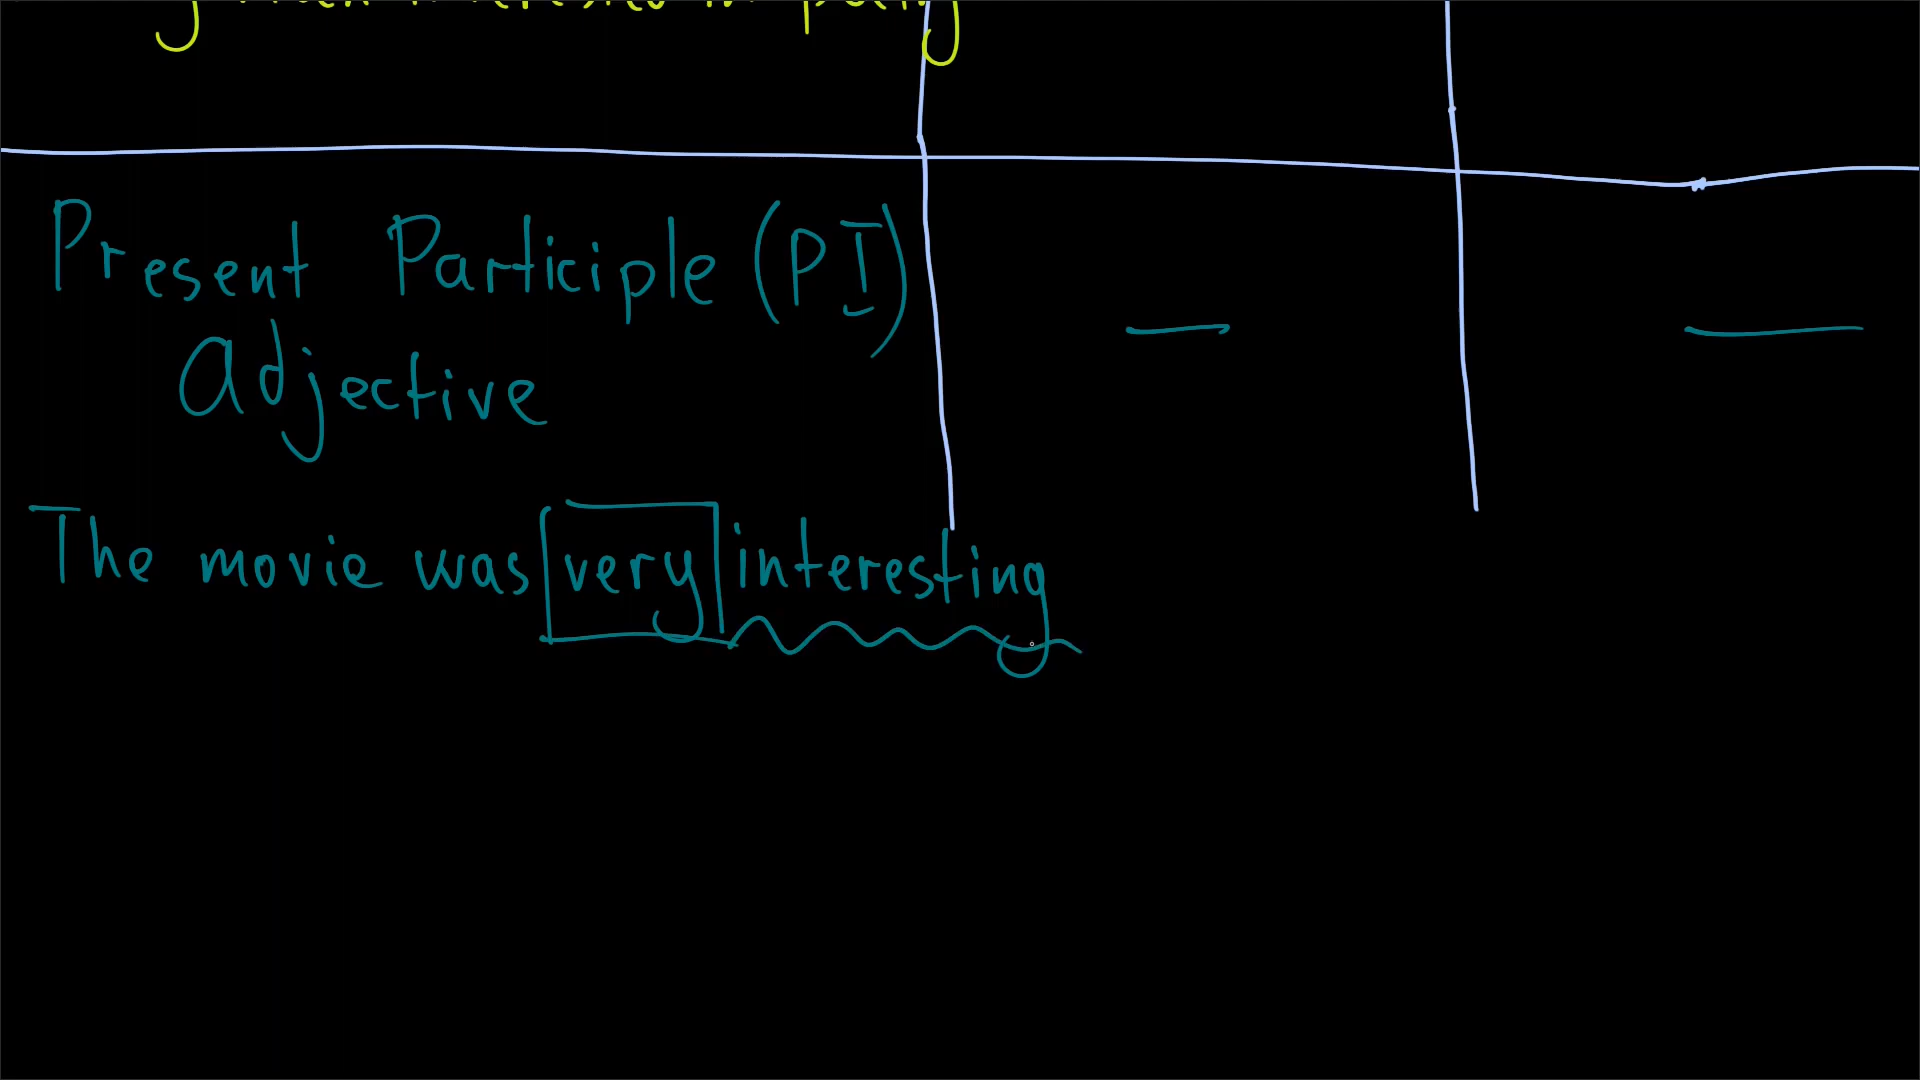 Present Participle (PI)
—
—
Adjective
The movie was very interesting